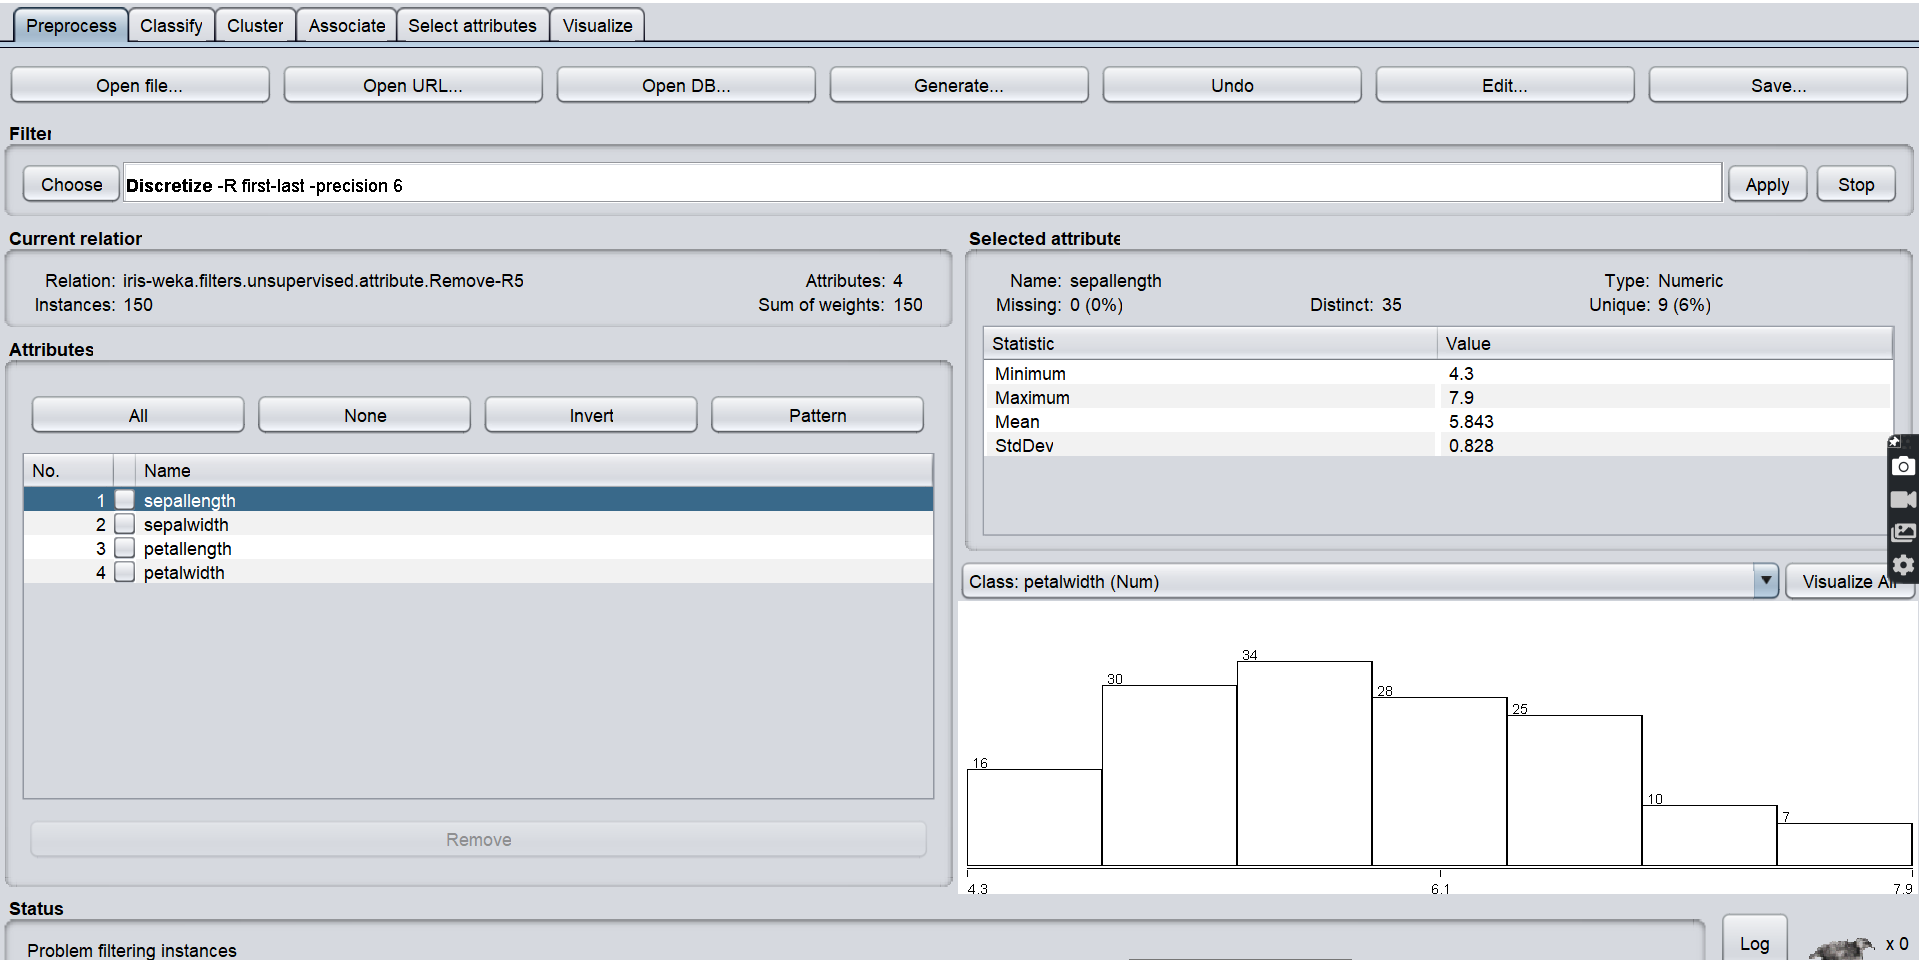 Preprocess Classify Cluster Associate Select attributes Visualize
Open file... Open URL... Open DB... Generate... Undo Edit... Save...
Filter
Choose Discretize -R first-last -precision 6 Apply Stop
Current relation
Relation: iris-weka.filters.unsupervised.attribute.Remove-R5 Attributes: 4
Instances: 150 Sum of weights: 150
Attributes
All None Invert Pattern
No. Name
1 sepallength
2 sepalwidth
3 petallength
4 petalwidth
Remove
Selected attribute
Name: sepallength Type: Numeric
Missing: 0 (0%) Distinct: 35 Unique: 9 (6%)
Statistic Value
Minimum 4.3
Maximum 7.9
Mean 5.843
StdDev 0.828
Class: petalwidth (Num) Visualize All
16 30 34 28 25 10 7
4.3 6.1 7.9
Status
Problem filtering instances Log x 0